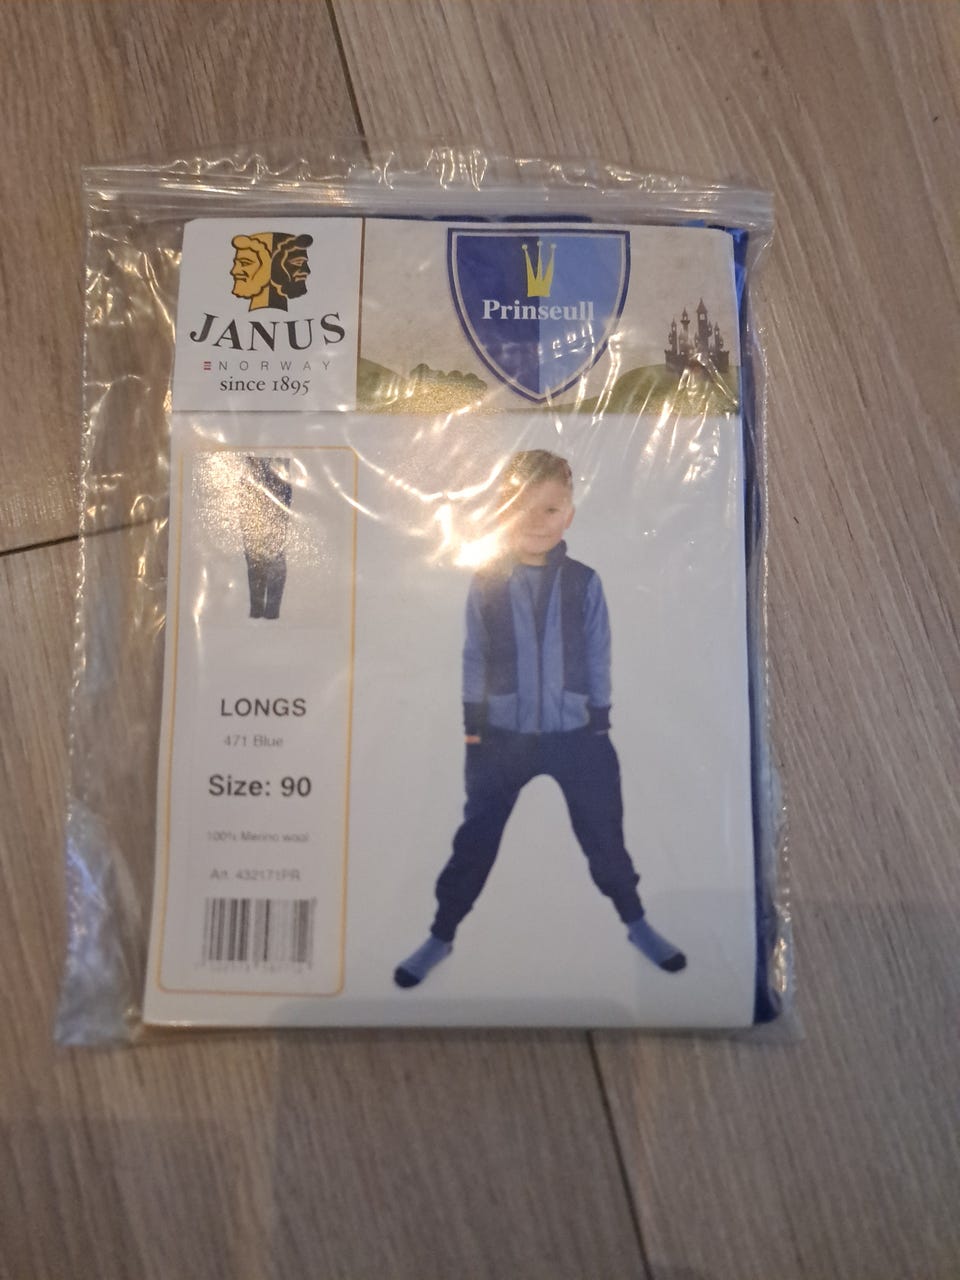 JANUS
NORWAY
since 1895
Prinseull
LONGS
471 Blue
Size: 90
100% Merino wool
Art. 432171PR